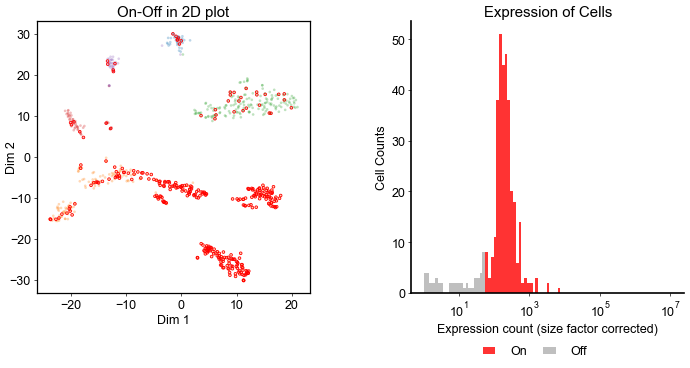 On-Off in 2D plot
30
20
10
0
−10
−20
−30
Dim 2
−20 −10 0 10 20
Dim 1
Expression of Cells
50
40
30
20
10
0
Cell Counts
10^1 10^3 10^5 10^7
Expression count (size factor corrected)
On Off